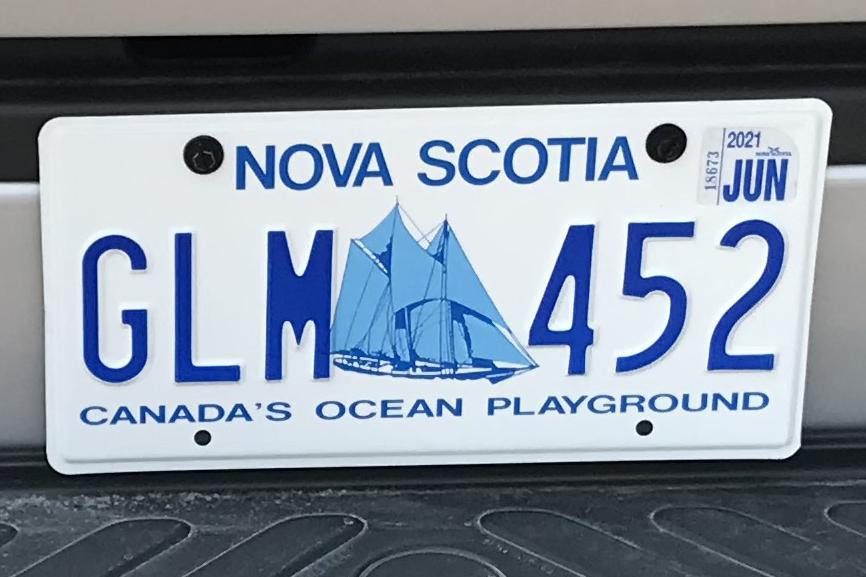 NOVA SCOTIA
2021
18673
JUN
GLM 452
CANADA'S OCEAN PLAYGROUND